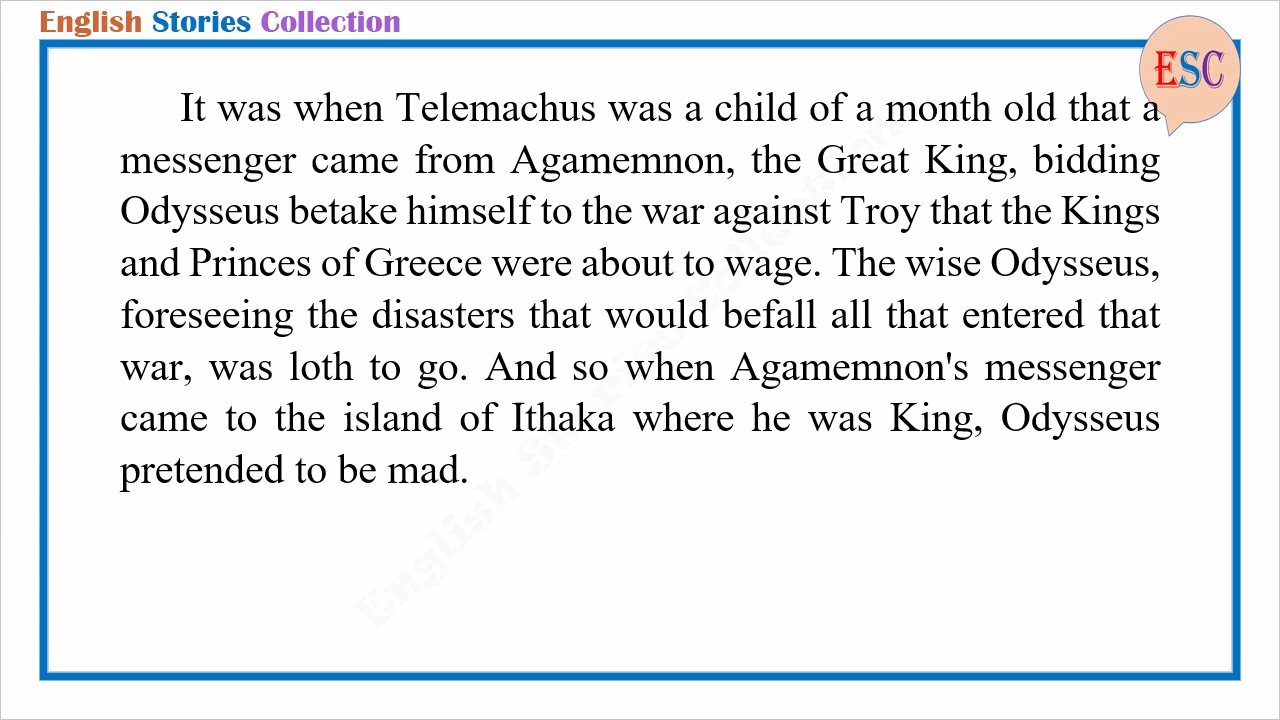 English Stories Collection
ESC
It was when Telemachus was a child of a month old that a
messenger came from Agamemnon, the Great King, bidding
Odysseus betake himself to the war against Troy that the Kings
and Princes of Greece were about to wage. The wise Odysseus,
foreseeing the disasters that would befall all that entered that
war, was loth to go. And so when Agamemnon's messenger
came to the island of Ithaka where he was King, Odysseus
pretended to be mad.
English Stories Collection